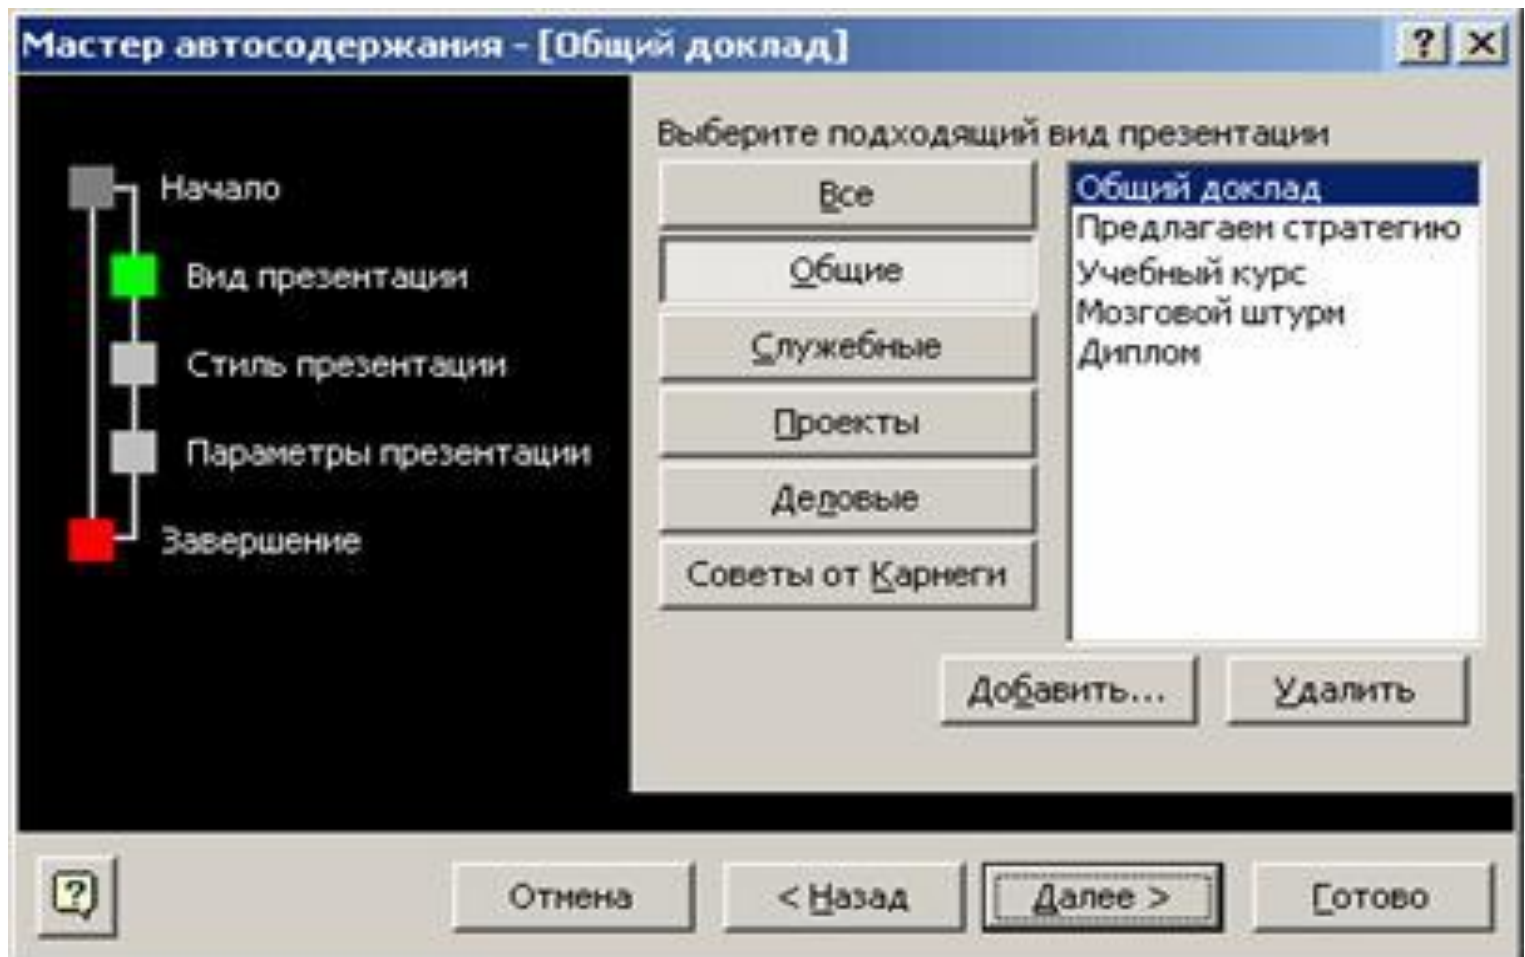 Мастер автосодержания - [Общий доклад]
Начало
Вид презентации
Стиль презентации
Параметры презентации
Завершение
Выберите подходящий вид презентации
Все
Общие
Служебные
Проекты
Деловые
Советы от Карнеги
Общий доклад
Предлагаем стратегию
Учебный курс
Мозговой штурм
Диплом
Добавить...
Удалить
Отмена
< Назад
Далее >
Готово